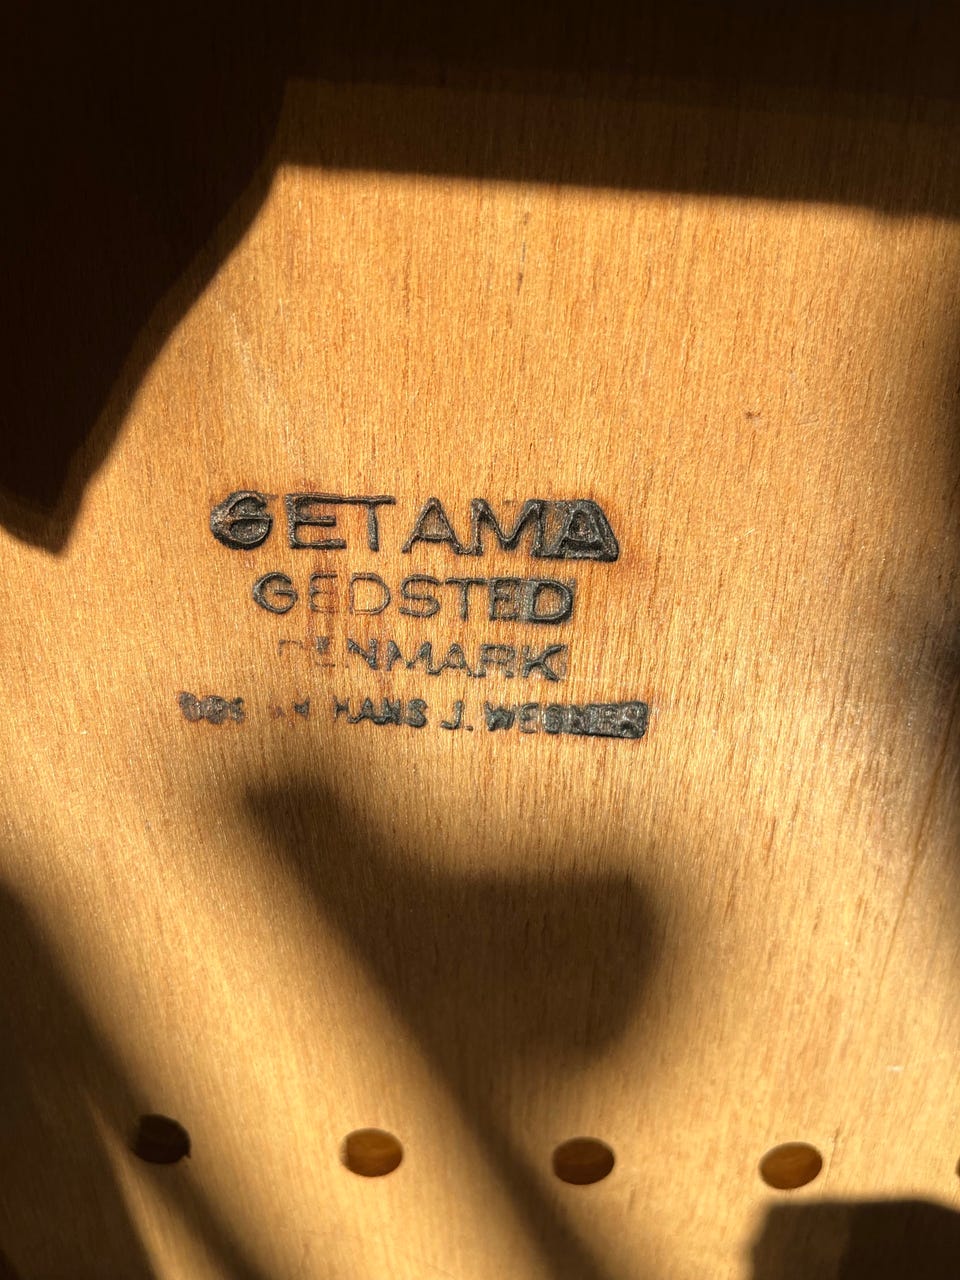 GETAMA
GEDSTED
DENMARK
HANS J. WEGNER